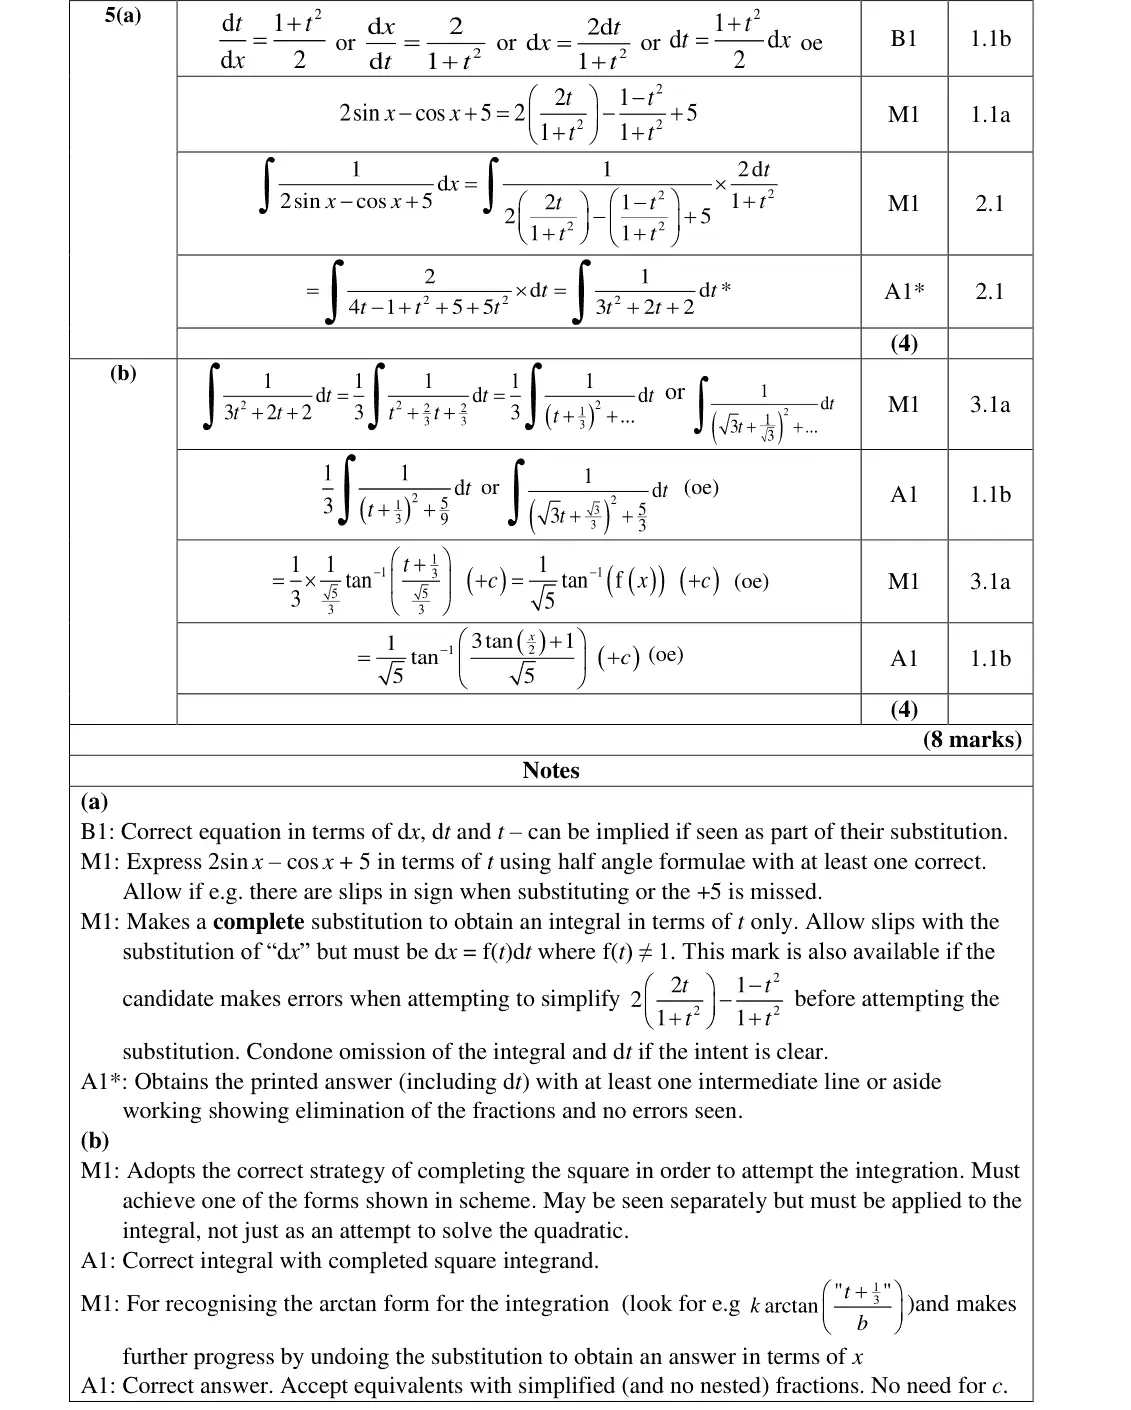 5(a) dt/dx = (1+t²)/2 or dx/dt = 2/(1+t²) or dx = 2dt/(1+t²) or dt = (1+t²)/2 dx oe B1 1.1b
2sin x − cos x + 5 = 2(2t/(1+t²)) − (1−t²)/(1+t²) + 5 M1 1.1a
∫ 1/(2sin x − cos x + 5) dx = ∫ 1/(2(2t/(1+t²)) − ((1−t²)/(1+t²)) + 5) × 2dt/(1+t²) M1 2.1
= ∫ 2/(4t − 1 + t² + 5 + 5t²) × dt = ∫ 1/(3t² + 2t + 2) dt * A1* 2.1
(4)
(b) ∫ 1/(3t² + 2t + 2) dt = 1/3 ∫ 1/(t² + 2/3 t + 2/3) dt = 1/3 ∫ 1/((t + 1/3)² + ...) dt or ∫ 1/((√3t + 1/√3)² + ...) dt M1 3.1a
1/3 ∫ 1/((t + 1/3)² + 5/9) dt or ∫ 1/((√3t + √3/3)² + 5/3) dt (oe) A1 1.1b
= 1/3 × 1/(√5/3) tan⁻¹((t + 1/3)/(√5/3)) (+c) = 1/√5 tan⁻¹(f(x)) (+c) (oe) M1 3.1a
= 1/√5 tan⁻¹((3 tan(x/2) + 1)/√5) (+c) (oe) A1 1.1b
(4)
(8 marks)
Notes
(a)
B1: Correct equation in terms of dx, dt and t – can be implied if seen as part of their substitution.
M1: Express 2sin x – cos x + 5 in terms of t using half angle formulae with at least one correct.
Allow if e.g. there are slips in sign when substituting or the +5 is missed.
M1: Makes a complete substitution to obtain an integral in terms of t only. Allow slips with the
substitution of “dx” but must be dx = f(t)dt where f(t) ≠ 1. This mark is also available if the
candidate makes errors when attempting to simplify 2(2t/(1+t²)) − (1−t²)/(1+t²) before attempting the
substitution. Condone omission of the integral and dt if the intent is clear.
A1*: Obtains the printed answer (including dt) with at least one intermediate line or aside
working showing elimination of the fractions and no errors seen.
(b)
M1: Adopts the correct strategy of completing the square in order to attempt the integration. Must
achieve one of the forms shown in scheme. May be seen separately but must be applied to the
integral, not just as an attempt to solve the quadratic.
A1: Correct integral with completed square integrand.
M1: For recognising the arctan form for the integration (look for e.g k arctan("t + 1/3"/b))and makes
further progress by undoing the substitution to obtain an answer in terms of x
A1: Correct answer. Accept equivalents with simplified (and no nested) fractions. No need for c.